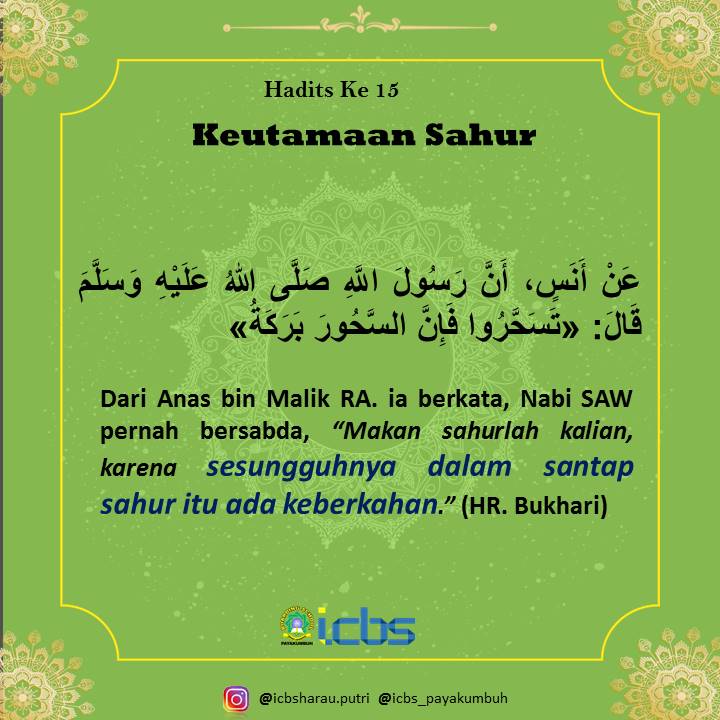 Hadits Ke 15
Keutamaan Sahur
عَنْ أَنَسٍ، أَنَّ رَسُولَ اللَّهِ صَلَّى اللهُ عَلَيْهِ وَسَلَّمَ
قَالَ: «تَسَحَّرُوا فَإِنَّ السَّحُورَ بَرَكَةُ»
Dari Anas bin Malik RA. ia berkata, Nabi SAW
pernah bersabda, “Makan sahurlah kalian,
karena sesungguhnya dalam santap
sahur itu ada keberkahan.” (HR. Bukhari)
icbs
PAYAKUMBUH
@icbsharau.putri @icbs_payakumbuh